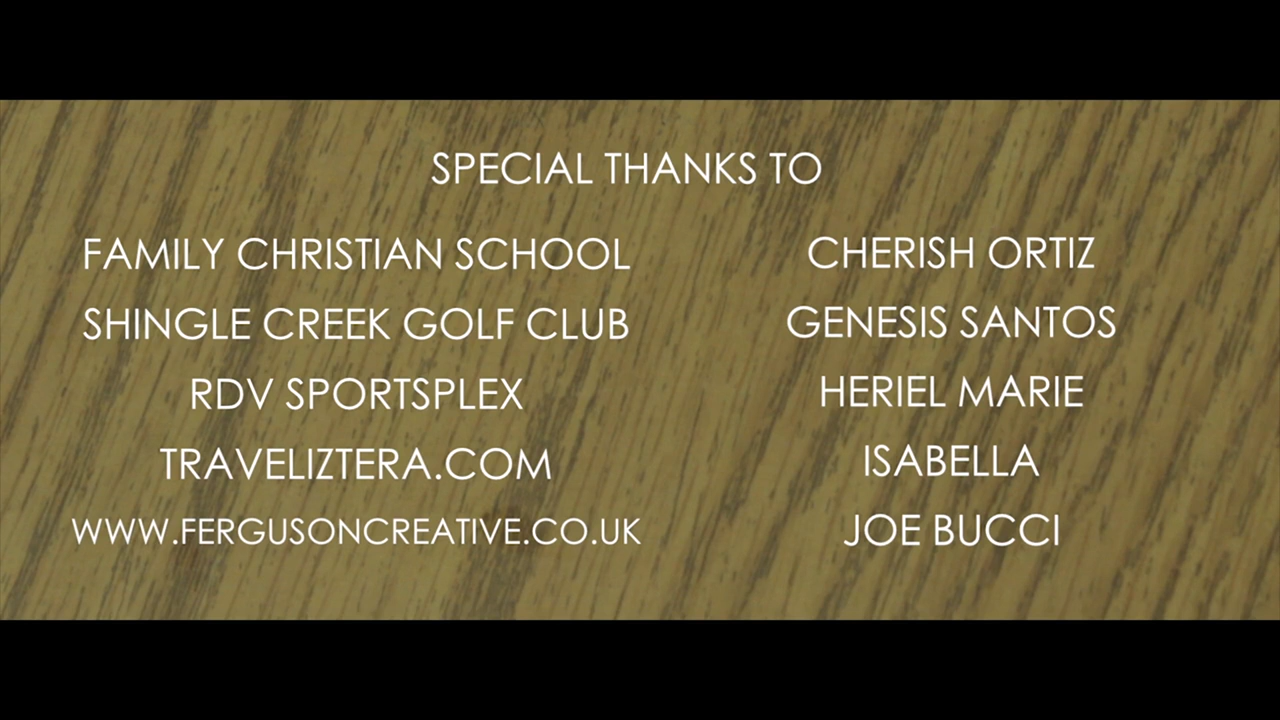 SPECIAL THANKS TO
FAMILY CHRISTIAN SCHOOL
SHINGLE CREEK GOLF CLUB
RDV SPORTSPLEX
TRAVELIZTERA.COM
WWW.FERGUSONCREATIVE.CO.UK
CHERISH ORTIZ
GENESIS SANTOS
HERIEL MARIE
ISABELLA
JOE BUCCI